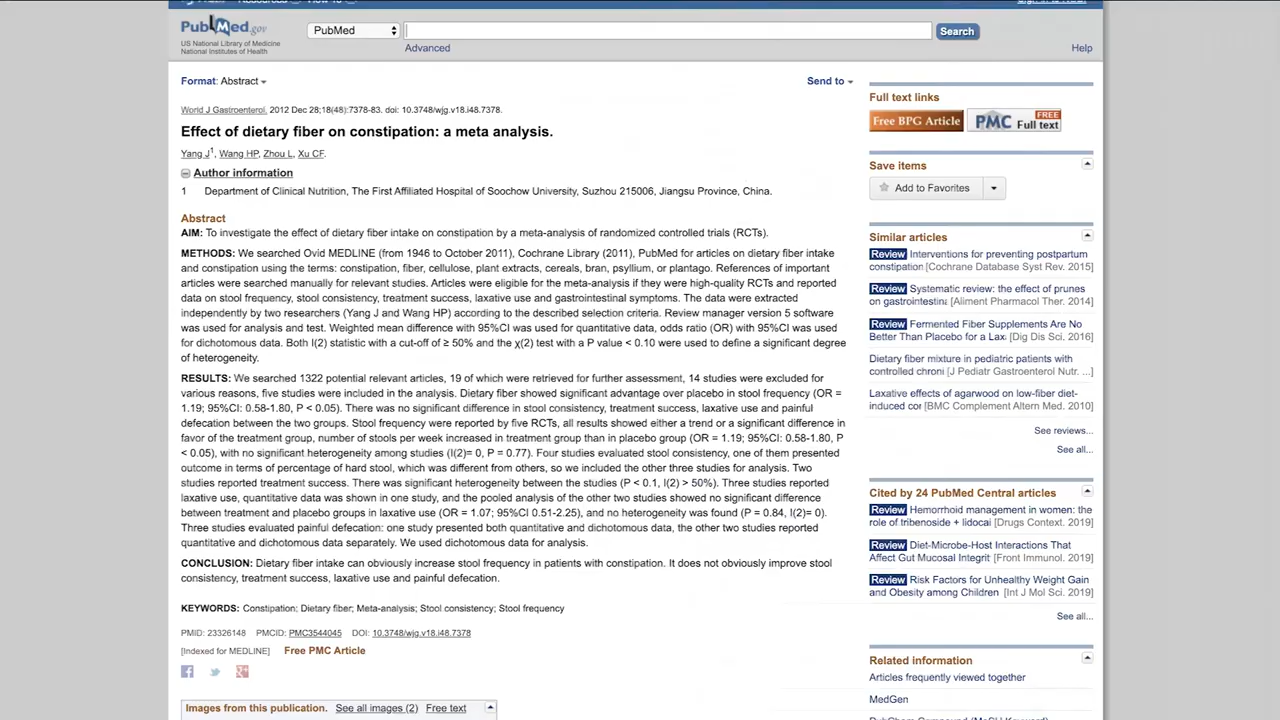 PubMed.gov
US National Library of Medicine
National Institutes of Health
PubMed
Search
Advanced
Help
Format: Abstract
Send to
World J Gastroenterol. 2012 Dec 28;18(48):7378-83. doi: 10.3748/wjg.v18.i48.7378.
Effect of dietary fiber on constipation: a meta analysis.
Yang J1, Wang HP, Zhou L, Xu CF.
Author information
1 Department of Clinical Nutrition, The First Affiliated Hospital of Soochow University, Suzhou 215006, Jiangsu Province, China.
Abstract
AIM: To investigate the effect of dietary fiber intake on constipation by a meta-analysis of randomized controlled trials (RCTs).
METHODS: We searched Ovid MEDLINE (from 1946 to October 2011), Cochrane Library (2011), PubMed for articles on dietary fiber intake
and constipation using the terms: constipation, fiber, cellulose, plant extracts, cereals, bran, psyllium, or plantago. References of important
articles were searched manually for relevant studies. Articles were eligible for the meta-analysis if they were high-quality RCTs and reported
data on stool frequency, stool consistency, treatment success, laxative use and gastrointestinal symptoms. The data were extracted
independently by two researchers (Yang J and Wang HP) according to the described selection criteria. Review manager version 5 software
was used for analysis and test. Weighted mean difference with 95%CI was used for quantitative data, odds ratio (OR) with 95%CI was used
for dichotomous data. Both I(2) statistic with a cut-off of ≥ 50% and the χ(2) test with a P value < 0.10 were used to define a significant degree
of heterogeneity.
RESULTS: We searched 1322 potential relevant articles, 19 of which were retrieved for further assessment, 14 studies were excluded for
various reasons, five studies were included in the analysis. Dietary fiber showed significant advantage over placebo in stool frequency (OR =
1.19; 95%CI: 0.58-1.80, P < 0.05). There was no significant difference in stool consistency, treatment success, laxative use and painful
defecation between the two groups. Stool frequency were reported by five RCTs, all results showed either a trend or a significant difference in
favor of the treatment group, number of stools per week increased in treatment group than in placebo group (OR = 1.19; 95%CI: 0.58-1.80, P
< 0.05), with no significant heterogeneity among studies (I(2)= 0, P = 0.77). Four studies evaluated stool consistency, one of them presented
outcome in terms of percentage of hard stool, which was different from others, so we included the other three studies for analysis. Two
studies reported treatment success. There was significant heterogeneity between the studies (P < 0.1, I(2) > 50%). Three studies reported
laxative use, quantitative data was shown in one study, and the pooled analysis of the other two studies showed no significant difference
between treatment and placebo groups in laxative use (OR = 1.07; 95%CI 0.51-2.25), and no heterogeneity was found (P = 0.84, I(2)= 0).
Three studies evaluated painful defecation: one study presented both quantitative and dichotomous data, the other two studies reported
quantitative and dichotomous data separately. We used dichotomous data for analysis.
CONCLUSION: Dietary fiber intake can obviously increase stool frequency in patients with constipation. It does not obviously improve stool
consistency, treatment success, laxative use and painful defecation.
KEYWORDS: Constipation; Dietary fiber; Meta-analysis; Stool consistency; Stool frequency
PMID: 23326148 PMCID: PMC3544045 DOI: 10.3748/wjg.v18.i48.7378
[Indexed for MEDLINE] Free PMC Article
Images from this publication. See all images (2) Free text
Full text links
Free BPG Article
PMC FREE Full text
Save items
Add to Favorites
Similar articles
Review Interventions for preventing postpartum
constipation [Cochrane Database Syst Rev. 2015]
Review Systematic review: the effect of prunes
on gastrointestina [Aliment Pharmacol Ther. 2014]
Review Fermented Fiber Supplements Are No
Better Than Placebo for a Lax [Dig Dis Sci. 2016]
Dietary fiber mixture in pediatric patients with
controlled chroni [J Pediatr Gastroenterol Nutr. ...]
Laxative effects of agarwood on low-fiber diet-
induced cor [BMC Complement Altern Med. 2010]
See reviews...
See all...
Cited by 24 PubMed Central articles
Review Hemorrhoid management in women: the
role of tribenoside + lidocai [Drugs Context. 2019]
Review Diet-Microbe-Host Interactions That
Affect Gut Mucosal Integrit [Front Immunol. 2019]
Review Risk Factors for Unhealthy Weight Gain
and Obesity among Children [Int J Mol Sci. 2019]
See all...
Related information
Articles frequently viewed together
MedGen